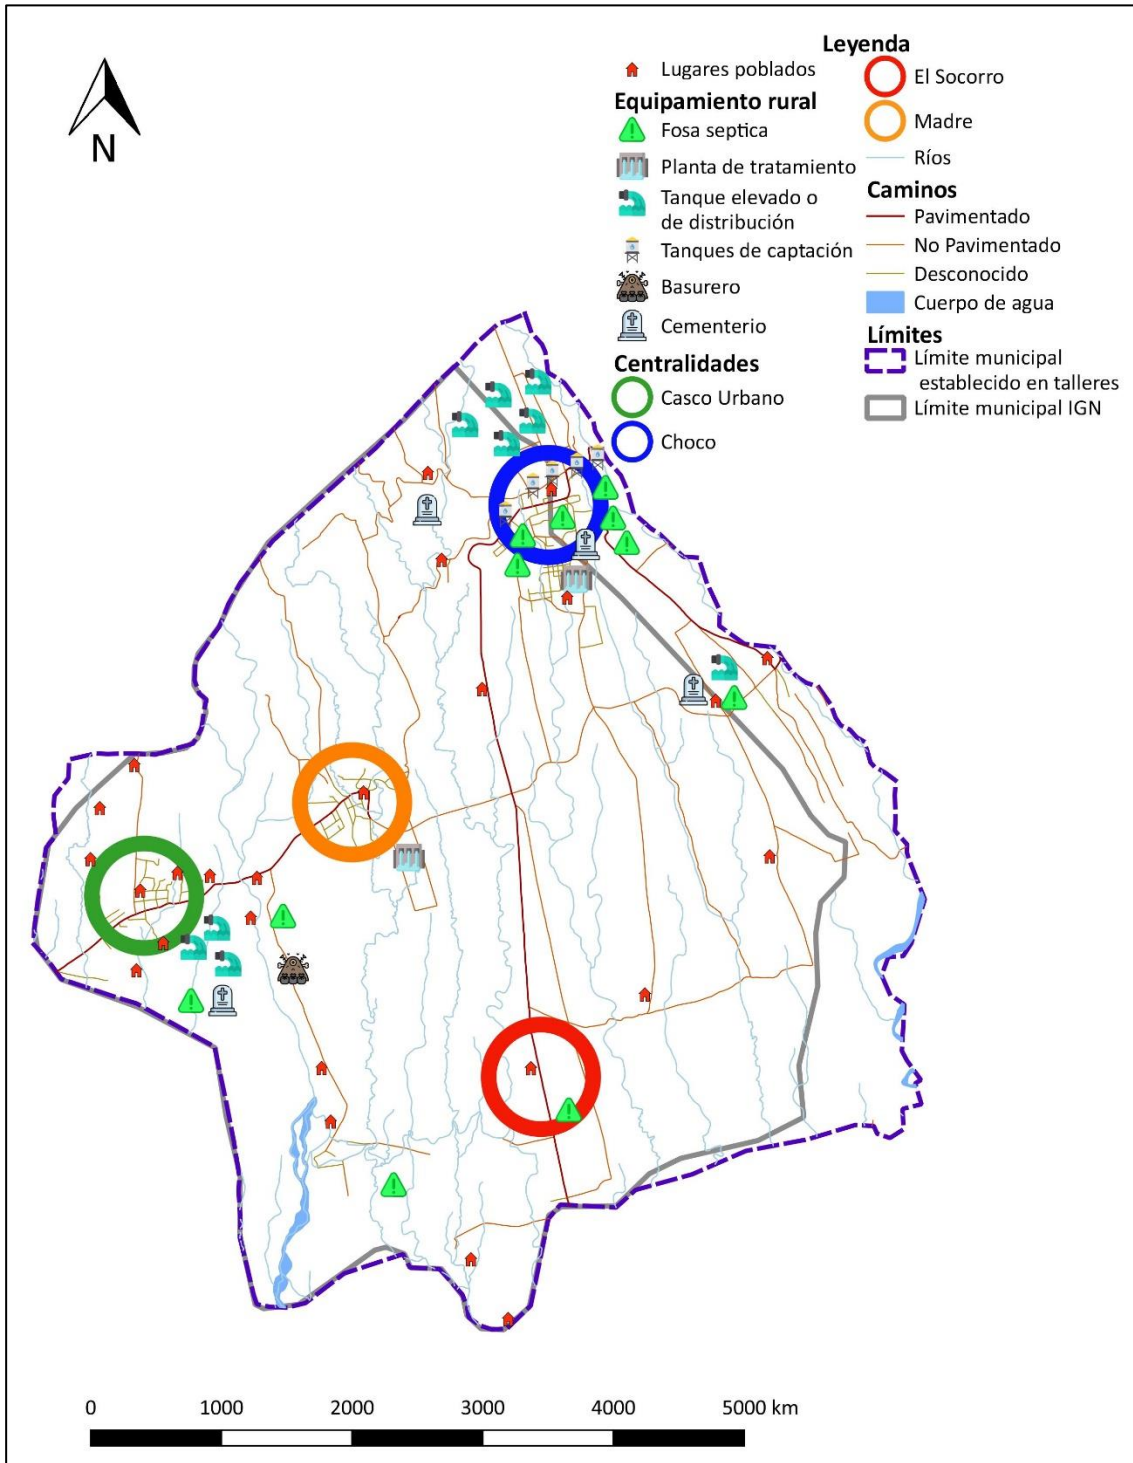 N
Lugares poblados
Equipamiento rural
Fosa septica
Planta de tratamiento
Tanque elevado o
de distribución
Tanques de captación
Basurero
Cementerio
Centralidades
Casco Urbano
Choco
Leyenda
El Socorro
Madre
Ríos
Caminos
Pavimentado
No Pavimentado
Desconocido
Cuerpo de agua
Límites
Límite municipal
establecido en talleres
Límite municipal IGN
0 1000 2000 3000 4000 5000 km